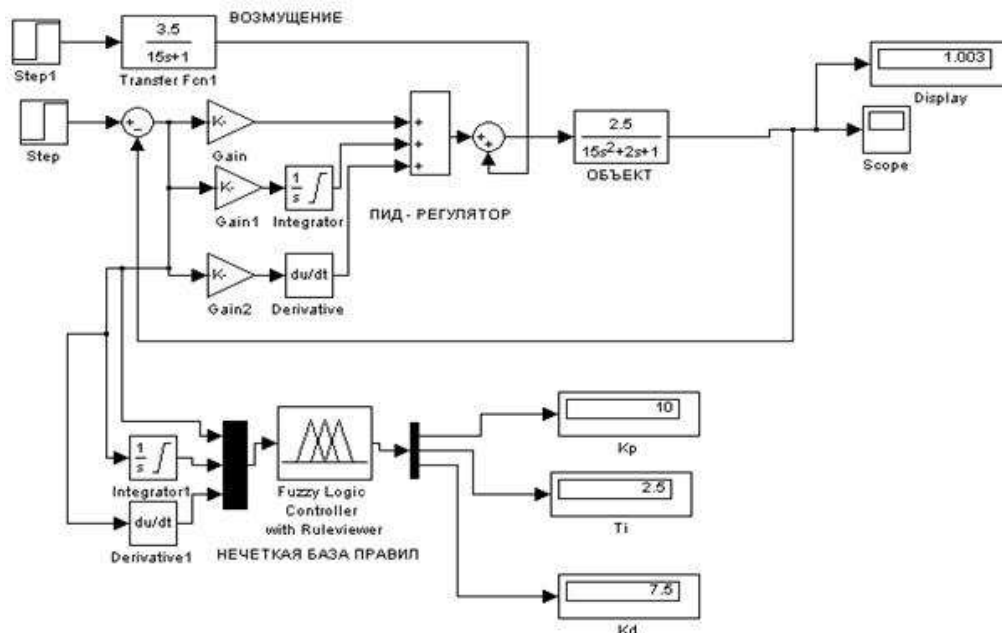 ВОЗМУЩЕНИЕ
3.5
15s+1
Step1
Transfer Fcn1
1.003
Display
+
−
K-
+
+
+
+
+
2.5
15s²+2s+1
Step
Gain
ОБЪЕКТ
Scope
K-
1
s
Gain1
Integrator
ПИД - РЕГУЛЯТОР
K-
du/dt
Gain2
Derivative
10
Kp
1
s
Integrator1
Fuzzy Logic
Controller
with Ruleviewer
2.5
Ti
du/dt
Derivative1
НЕЧЕТКАЯ БАЗА ПРАВИЛ
7.5
Kd